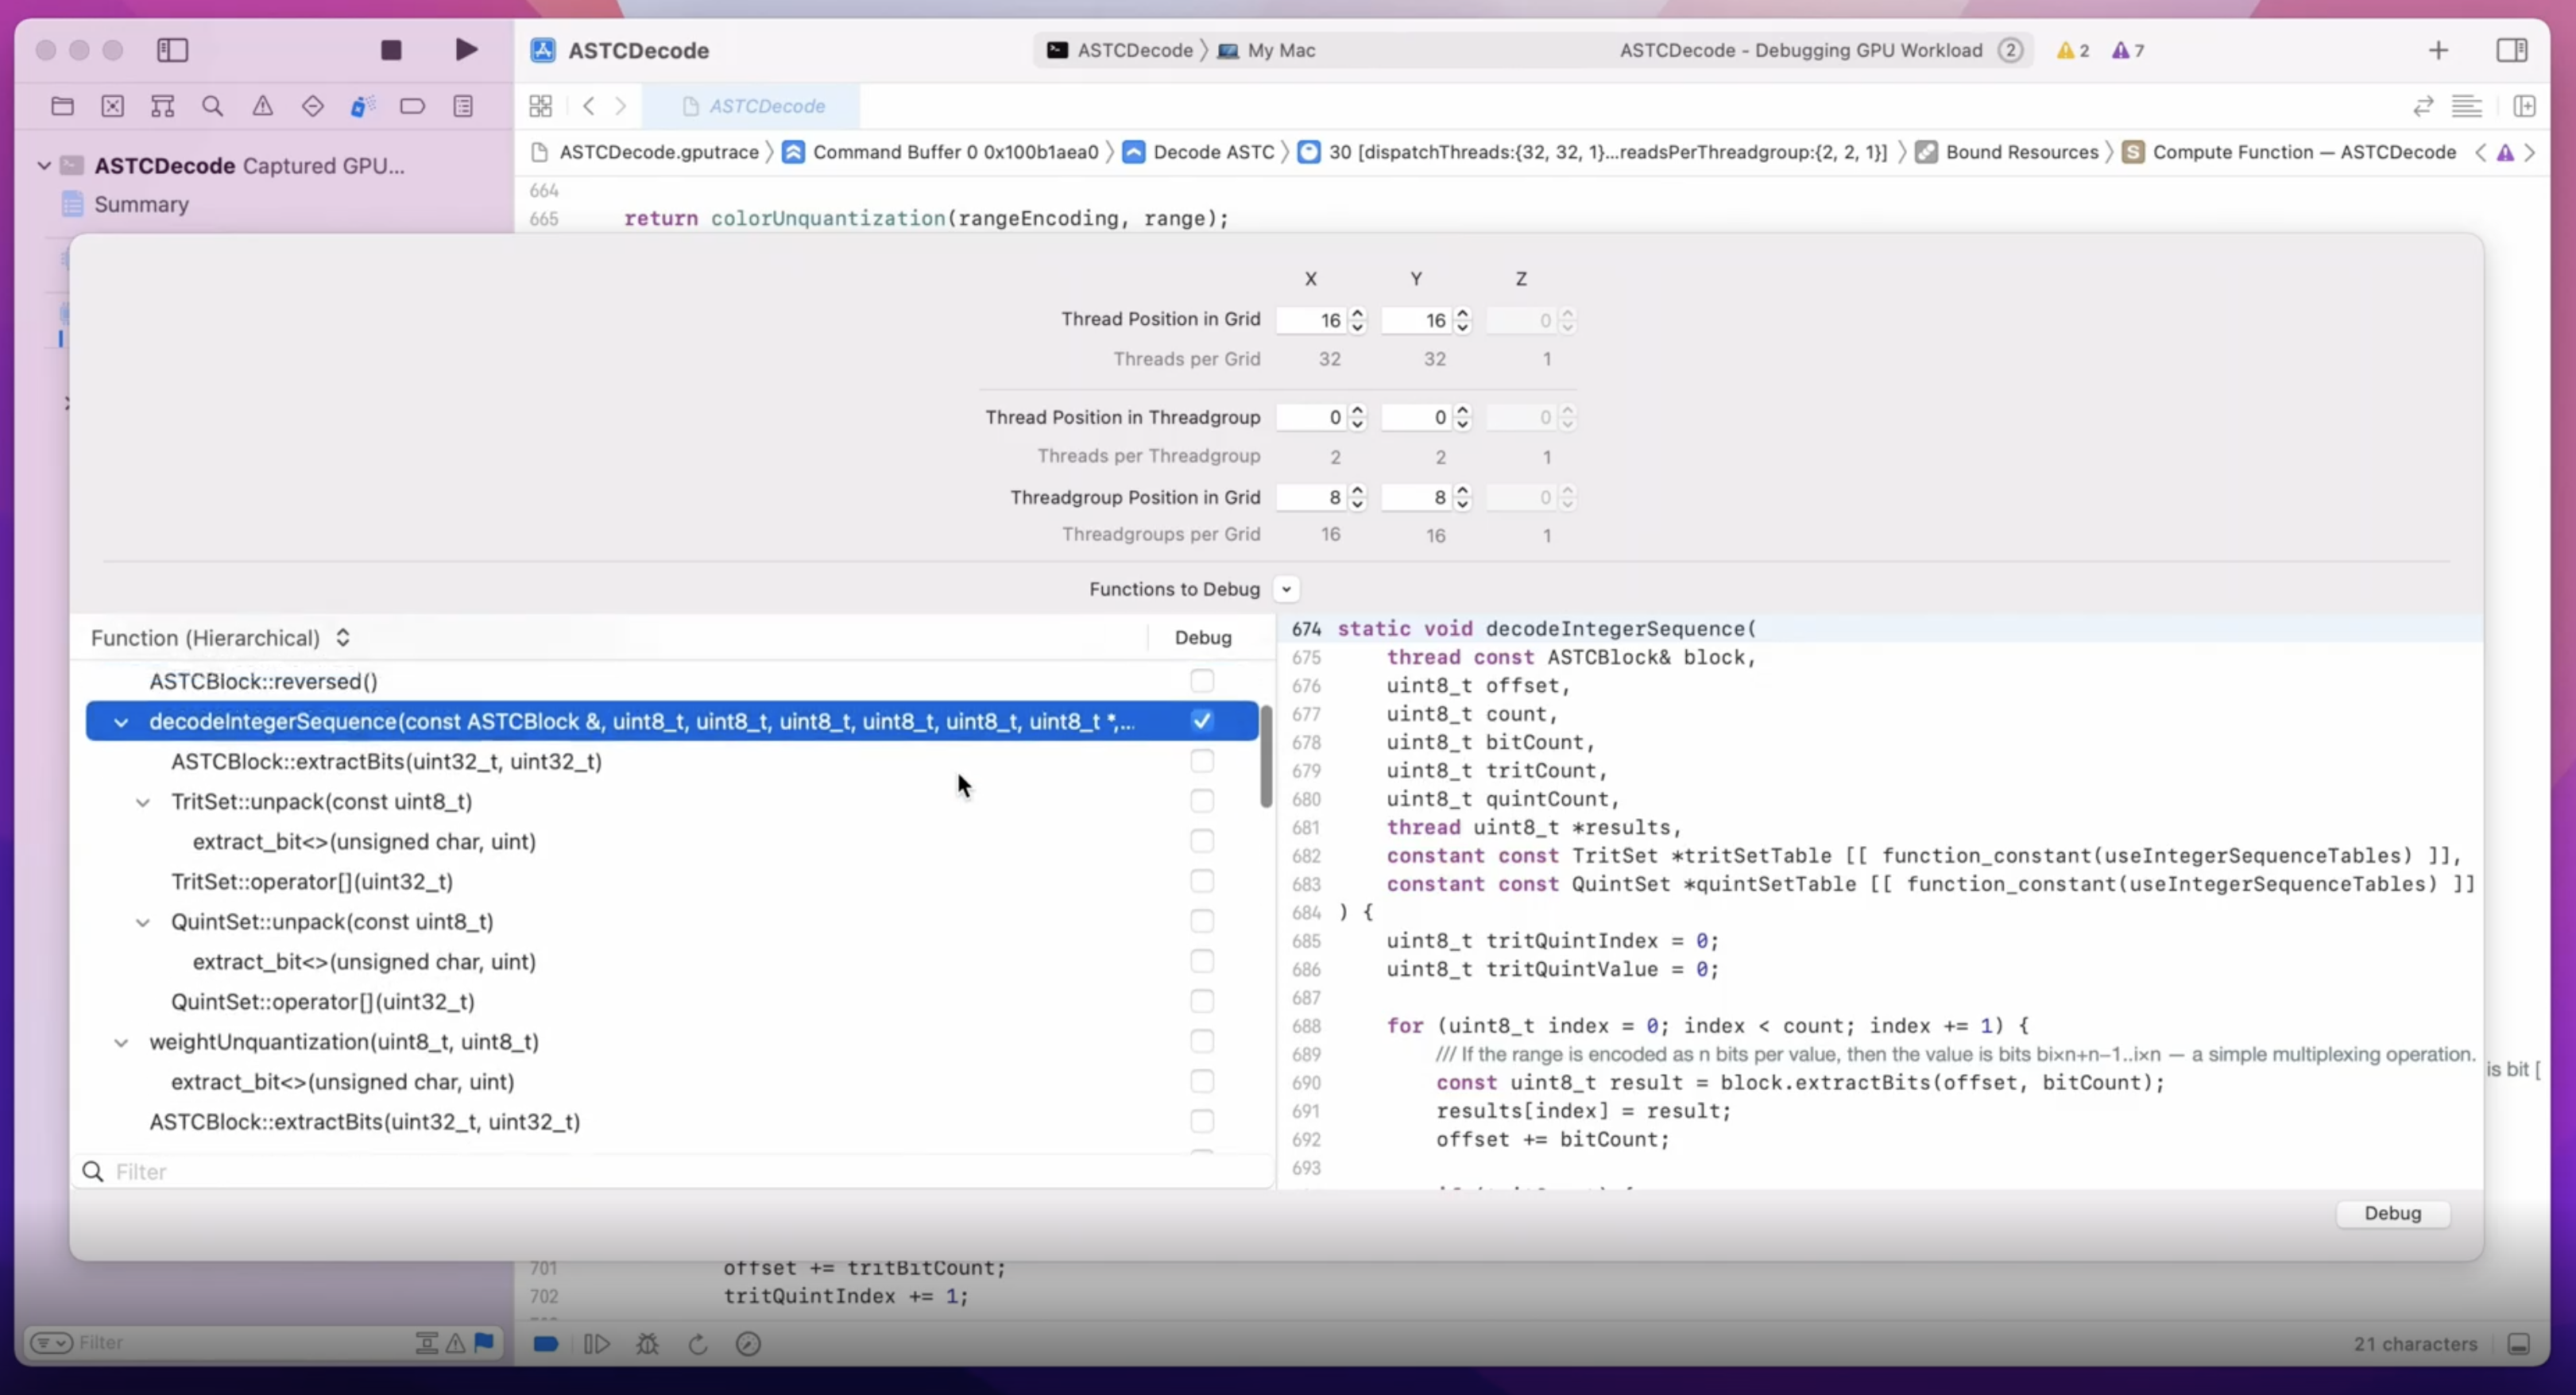 ASTCDecode
ASTCDecode 〉 My Mac
ASTCDecode - Debugging GPU Workload 2
2
7
ASTCDecode
ASTCDecode.gputrace 〉 Command Buffer 0 0x100b1aea0 〉 Decode ASTC 〉 30 [dispatchThreads:{32, 32, 1}...readsPerThreadgroup:{2, 2, 1}] 〉 Bound Resources 〉 S Compute Function — ASTCDecode
ASTCDecode Captured GPU...
Summary
664
665 return colorUnquantization(rangeEncoding, range);
X Y Z
Thread Position in Grid 16 16 0
Threads per Grid 32 32 1
Thread Position in Threadgroup 0 0 0
Threads per Threadgroup 2 2 1
Threadgroup Position in Grid 8 8 0
Threadgroups per Grid 16 16 1
Functions to Debug
Function (Hierarchical) Debug
ASTCBlock::reversed()
decodeIntegerSequence(const ASTCBlock &, uint8_t, uint8_t, uint8_t, uint8_t, uint8_t, uint8_t *,...
ASTCBlock::extractBits(uint32_t, uint32_t)
TritSet::unpack(const uint8_t)
extract_bit<>(unsigned char, uint)
TritSet::operator[](uint32_t)
QuintSet::unpack(const uint8_t)
extract_bit<>(unsigned char, uint)
QuintSet::operator[](uint32_t)
weightUnquantization(uint8_t, uint8_t)
extract_bit<>(unsigned char, uint)
ASTCBlock::extractBits(uint32_t, uint32_t)
Filter
674 static void decodeIntegerSequence(
675 thread const ASTCBlock& block,
676 uint8_t offset,
677 uint8_t count,
678 uint8_t bitCount,
679 uint8_t tritCount,
680 uint8_t quintCount,
681 thread uint8_t *results,
682 constant const TritSet *tritSetTable [[ function_constant(useIntegerSequenceTables) ]],
683 constant const QuintSet *quintSetTable [[ function_constant(useIntegerSequenceTables) ]]
684 ) {
685 uint8_t tritQuintIndex = 0;
686 uint8_t tritQuintValue = 0;
687
688 for (uint8_t index = 0; index < count; index += 1) {
689 /// If the range is encoded as n bits per value, then the value is bits bi×n+n−1..i×n — a simple multiplexing operation.
is bit [
690 const uint8_t result = block.extractBits(offset, bitCount);
691 results[index] = result;
692 offset += bitCount;
693
Debug
701 offset += tritBitCount;
702 tritQuintIndex += 1;
Filter
21 characters